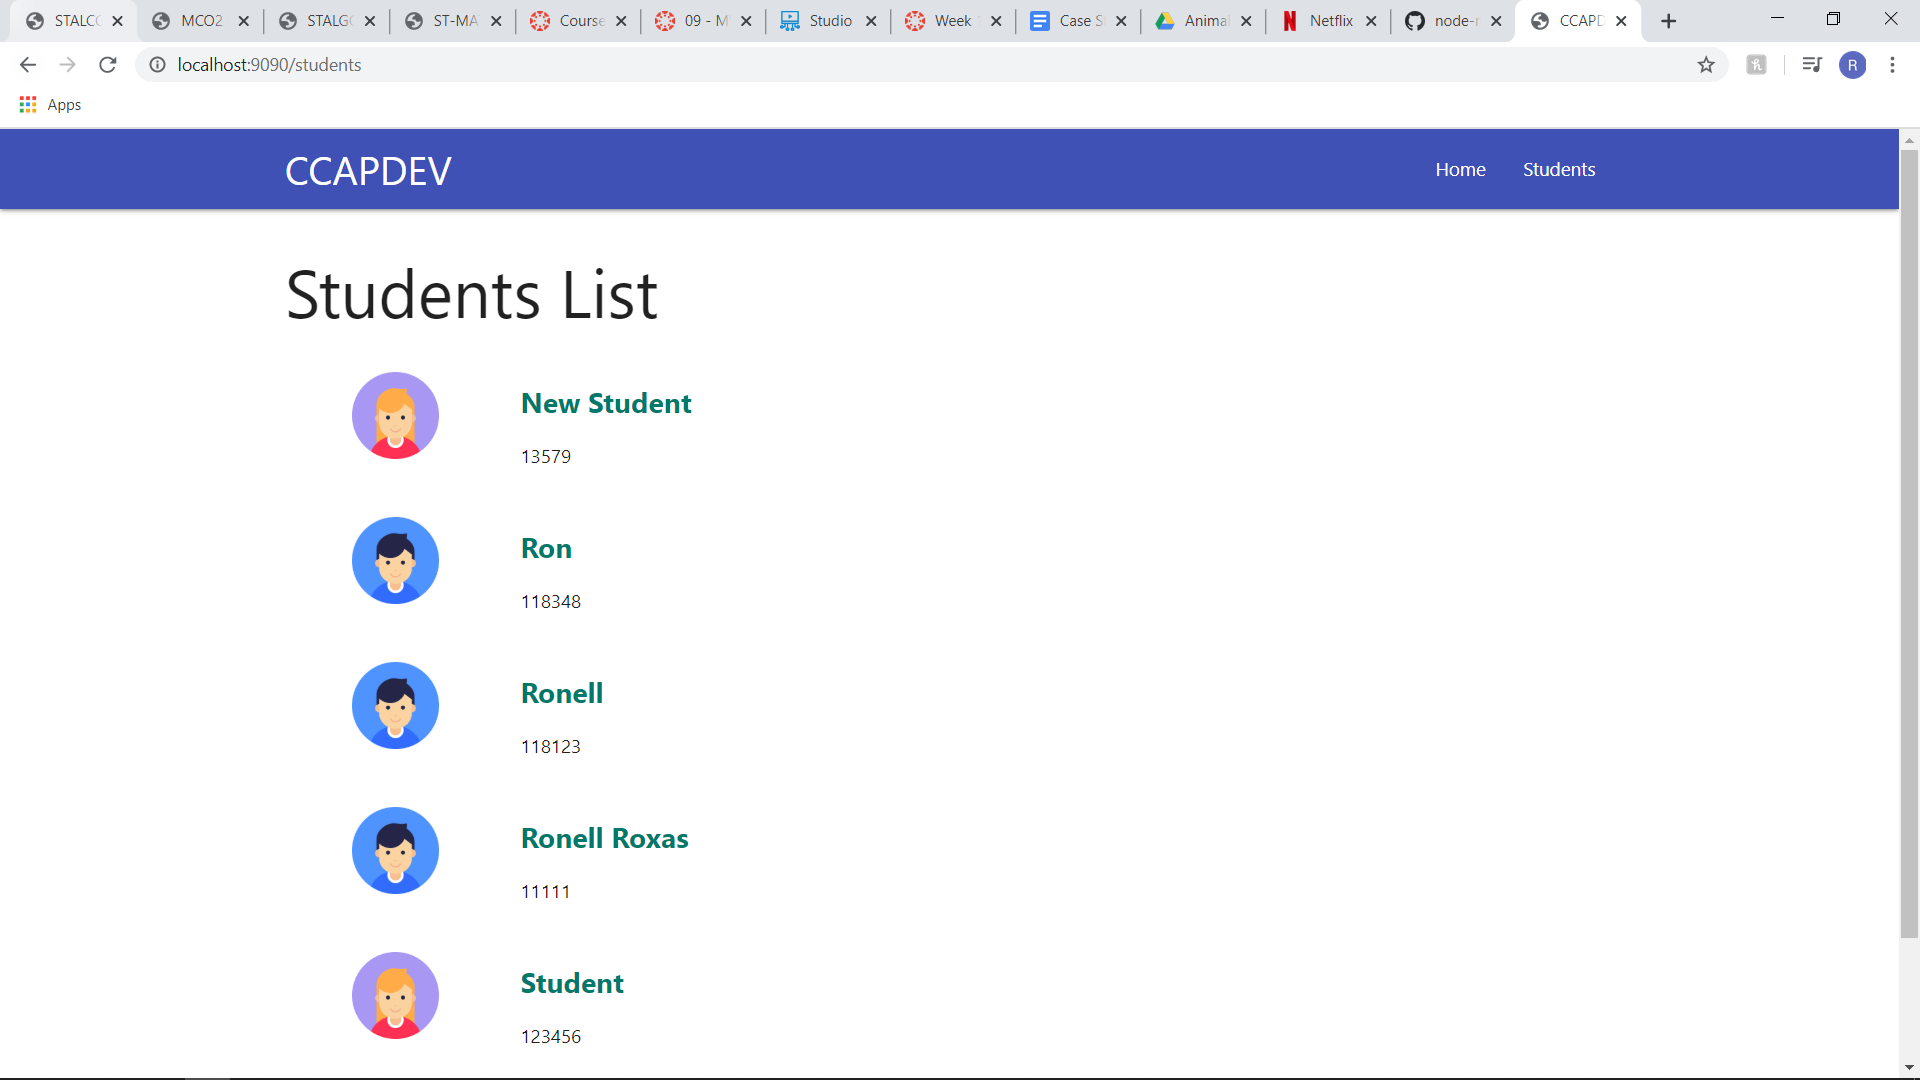 STALC MCO2 STALG ST-MA Course 09 - M Studio Week Case S Animal Netflix node-r CCAPD
localhost:9090/students R
Apps
CCAPDEV Home Students
Students List
New Student
13579
Ron
118348
Ronell
118123
Ronell Roxas
11111
Student
123456